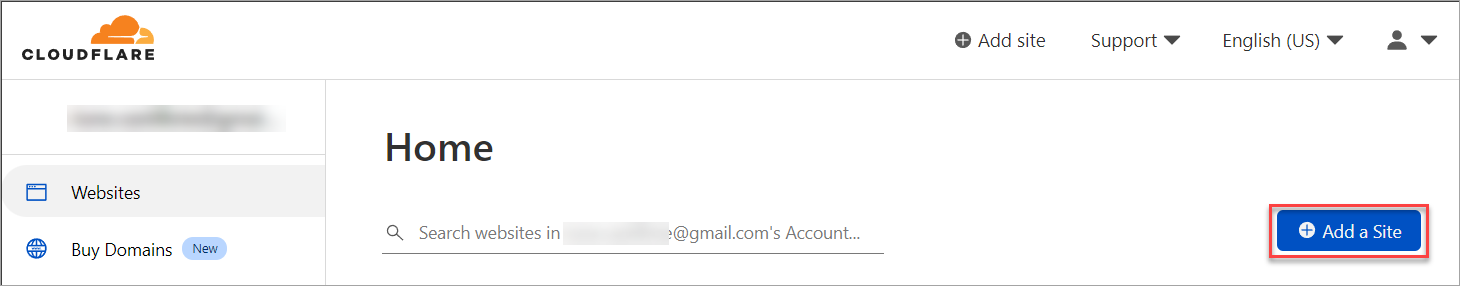 CLOUDFLARE
Add site
Support
English (US)
Home
Websites
Buy Domains New
Search websites in e@gmail.com's Account...
Add a Site